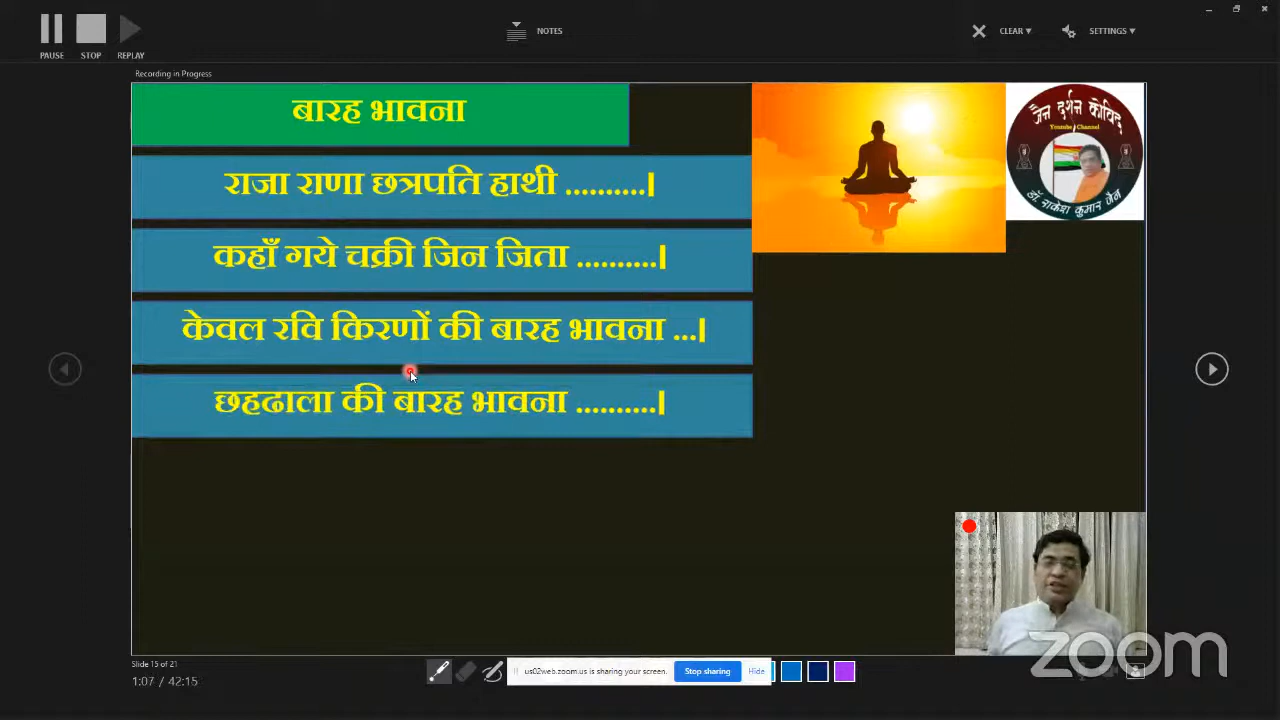 NOTES
CLEAR
SETTINGS
PAUSE
STOP
REPLAY
Recording in Progress
बारह भावना
राजा राणा छत्रपति हाथी ..........|
कहाँ गये चक्री जिन जिता ..........|
केवल रवि किरणों की बारह भावना ...|
छहढाला की बारह भावना ..........|
जैन दर्शन कोविद
Youtube Channel
डॉ. राकेश कुमार जैन
zoom
Slide 15 of 21
1:07 / 42:15
us02web.zoom.us is sharing your screen.
Stop sharing
Hide